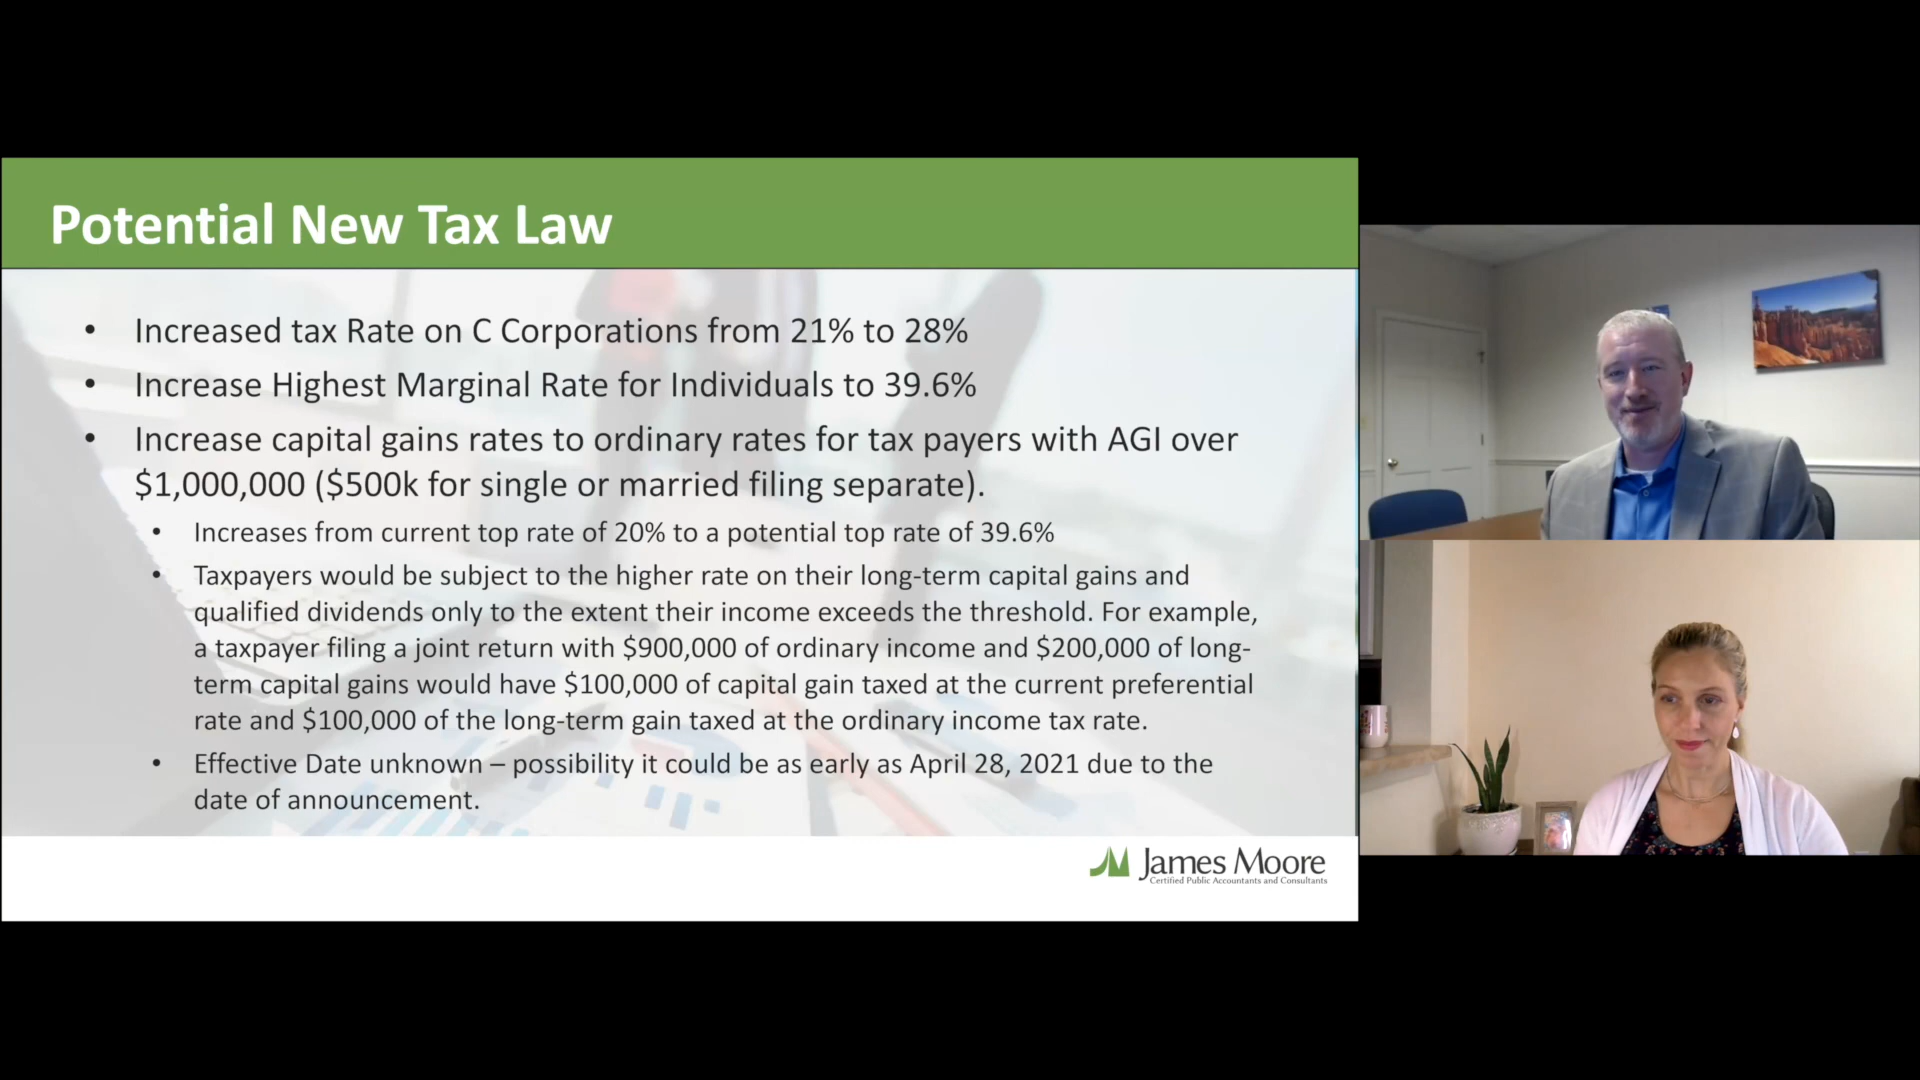 Potential New Tax Law
• Increased tax Rate on C Corporations from 21% to 28%
• Increase Highest Marginal Rate for Individuals to 39.6%
• Increase capital gains rates to ordinary rates for tax payers with AGI over
$1,000,000 ($500k for single or married filing separate).
• Increases from current top rate of 20% to a potential top rate of 39.6%
• Taxpayers would be subject to the higher rate on their long-term capital gains and
qualified dividends only to the extent their income exceeds the threshold. For example,
a taxpayer filing a joint return with $900,000 of ordinary income and $200,000 of long-
term capital gains would have $100,000 of capital gain taxed at the current preferential
rate and $100,000 of the long-term gain taxed at the ordinary income tax rate.
• Effective Date unknown – possibility it could be as early as April 28, 2021 due to the
date of announcement.
James Moore
Certified Public Accountants and Consultants